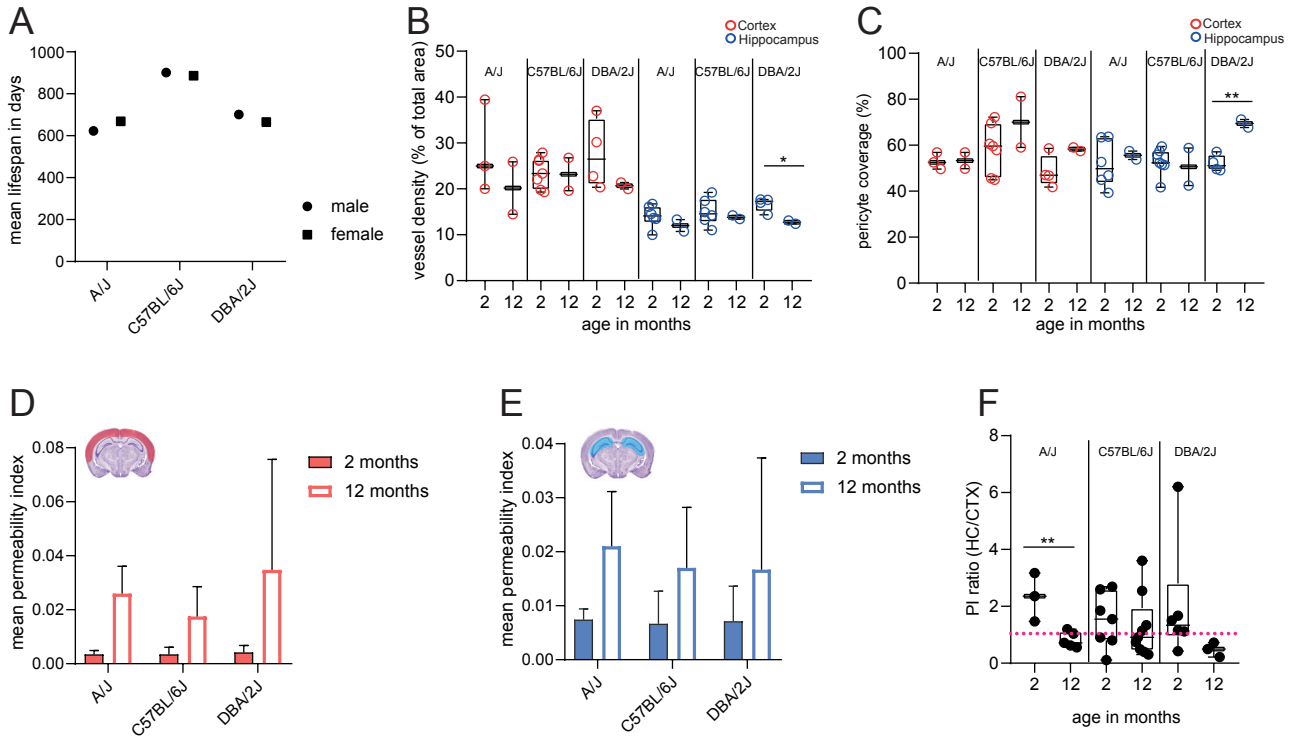 A
mean lifespan in days
1000
800
600
400
200
0
A/J
C57BL/6J
DBA/2J
male
female
B
Cortex
Hippocampus
vessel density (% of total area)
50
40
30
20
10
0
A/J
C57BL/6J
DBA/2J
A/J
C57BL/6J
DBA/2J
*
2 12 2 12 2 12 2 12 2 12 2 12
age in months
C
Cortex
Hippocampus
pericyte coverage (%)
100
80
60
40
20
0
A/J
C57BL/6J
DBA/2J
A/J
C57BL/6J
DBA/2J
**
2 12 2 12 2 12 2 12 2 12 2 12
age in months
D
mean permeability index
0.08
0.06
0.04
0.02
0.00
A/J
C57BL/6J
DBA/2J
2 months
12 months
E
mean permeability index
0.04
0.03
0.02
0.01
0.00
A/J
C57BL/6J
DBA/2J
2 months
12 months
F
PI ratio (HC/CTX)
8
6
4
2
0
A/J
C57BL/6J
DBA/2J
**
2 12 2 12 2 12
age in months